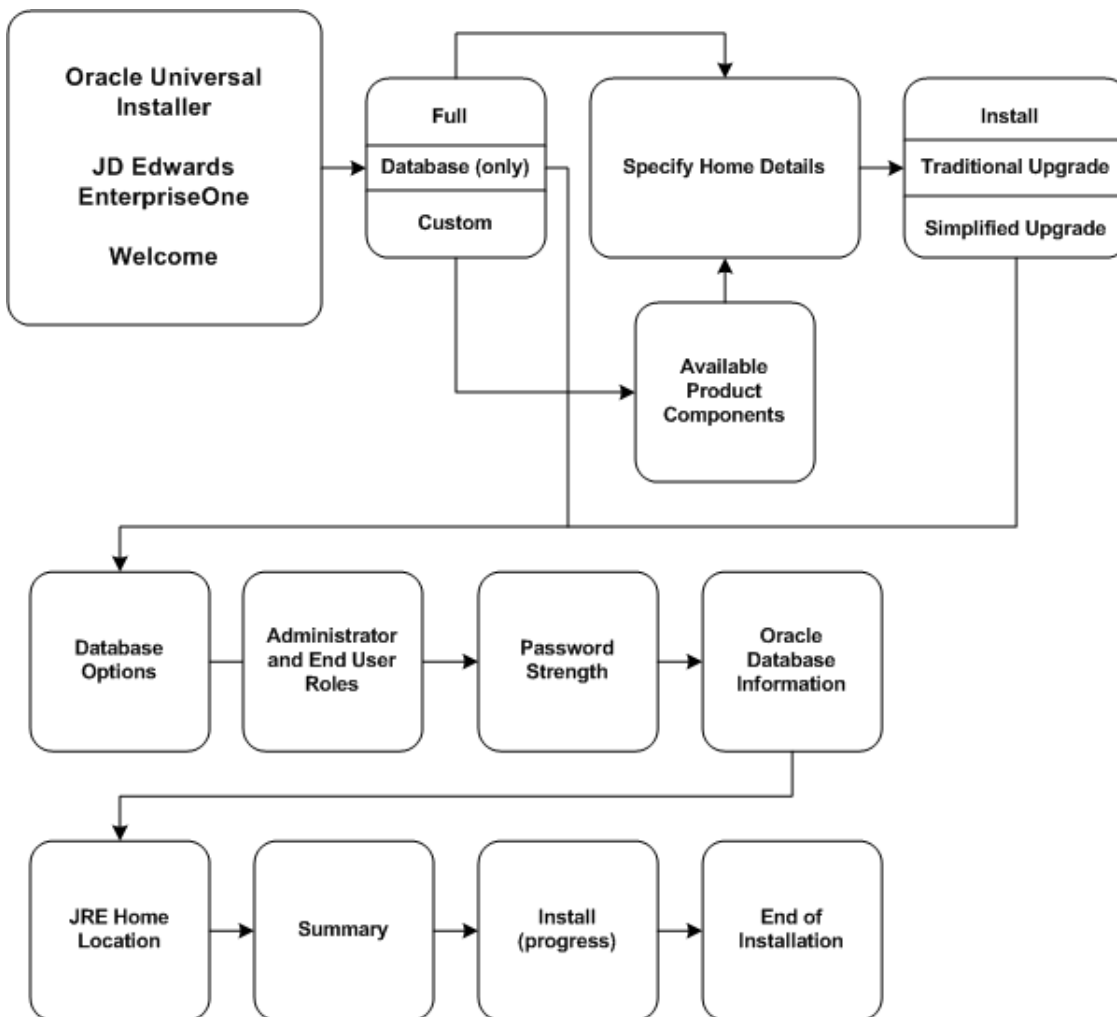 Oracle Universal
Installer
JD Edwards
EnterpriseOne
Welcome
Full
Database (only)
Custom
Specify Home Details
Install
Traditional Upgrade
Simplified Upgrade
Available
Product
Components
Database
Options
Administrator
and End User
Roles
Password
Strength
Oracle
Database
Information
JRE Home
Location
Summary
Install
(progress)
End of
Installation